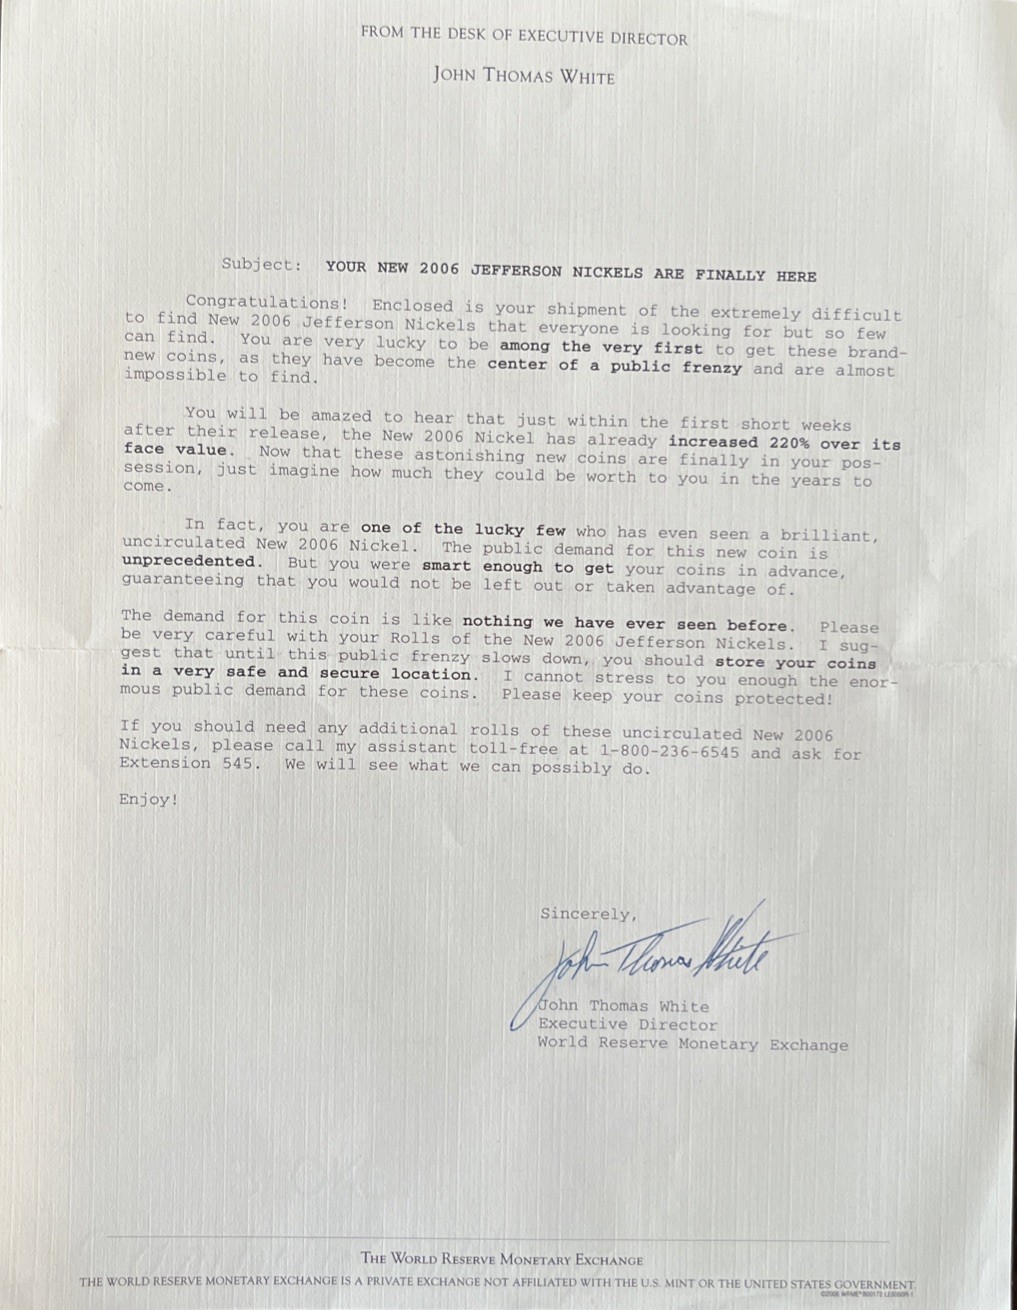 FROM THE DESK OF EXECUTIVE DIRECTOR
JOHN THOMAS WHITE
Subject: YOUR NEW 2006 JEFFERSON NICKELS ARE FINALLY HERE
Congratulations! Enclosed is your shipment of the extremely difficult
to find New 2006 Jefferson Nickels that everyone is looking for but so few
can find. You are very lucky to be among the very first to get these brand-
new coins, as they have become the center of a public frenzy and are almost
impossible to find.
You will be amazed to hear that just within the first short weeks
after their release, the New 2006 Nickel has already increased 220% over its
face value. Now that these astonishing new coins are finally in your pos-
session, just imagine how much they could be worth to you in the years to
come.
In fact, you are one of the lucky few who has even seen a brilliant,
uncirculated New 2006 Nickel. The public demand for this new coin is
unprecedented. But you were smart enough to get your coins in advance,
guaranteeing that you would not be left out or taken advantage of.
The demand for this coin is like nothing we have ever seen before. Please
be very careful with your Rolls of the New 2006 Jefferson Nickels. I sug-
gest that until this public frenzy slows down, you should store your coins
in a very safe and secure location. I cannot stress to you enough the enor-
mous public demand for these coins. Please keep your coins protected!
If you should need any additional rolls of these uncirculated New 2006
Nickels, please call my assistant toll-free at 1-800-236-6545 and ask for
Extension 545. We will see what we can possibly do.
Enjoy!
Sincerely,
John Thomas White
John Thomas White
Executive Director
World Reserve Monetary Exchange
THE WORLD RESERVE MONETARY EXCHANGE
THE WORLD RESERVE MONETARY EXCHANGE IS A PRIVATE EXCHANGE NOT AFFILIATED WITH THE U.S. MINT OR THE UNITED STATES GOVERNMENT.
©2006